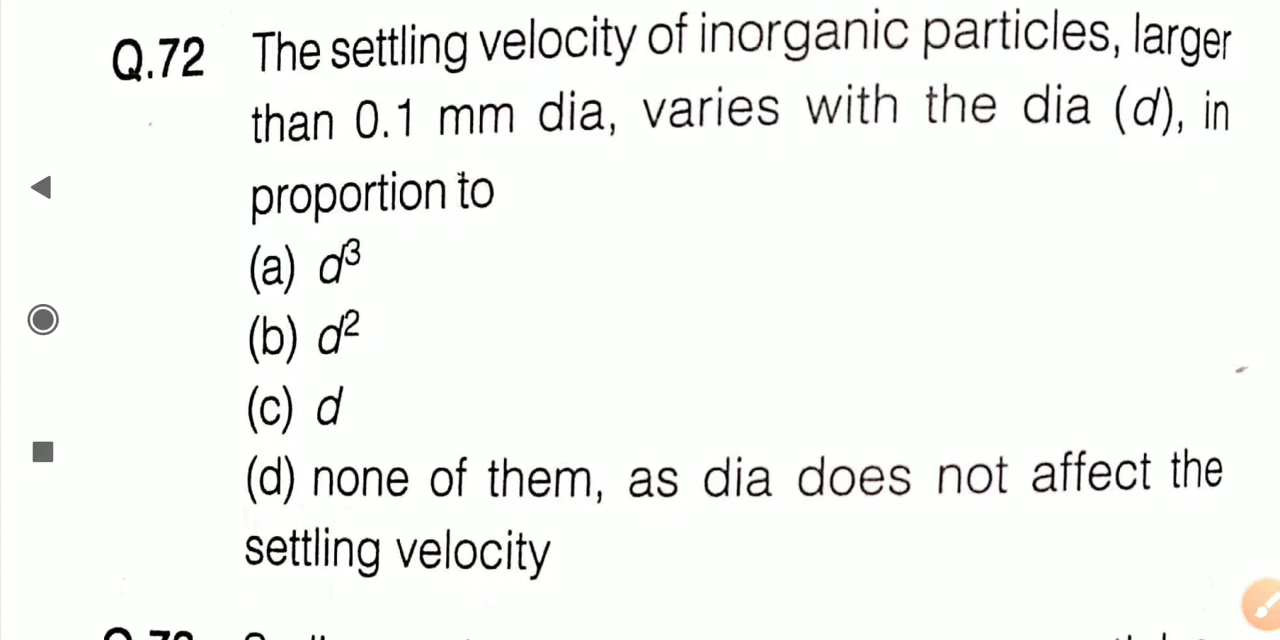 Q.72 The settling velocity of inorganic particles, larger
than 0.1 mm dia, varies with the dia (d), in
proportion to
(a) d³
(b) d²
(c) d
(d) none of them, as dia does not affect the
settling velocity